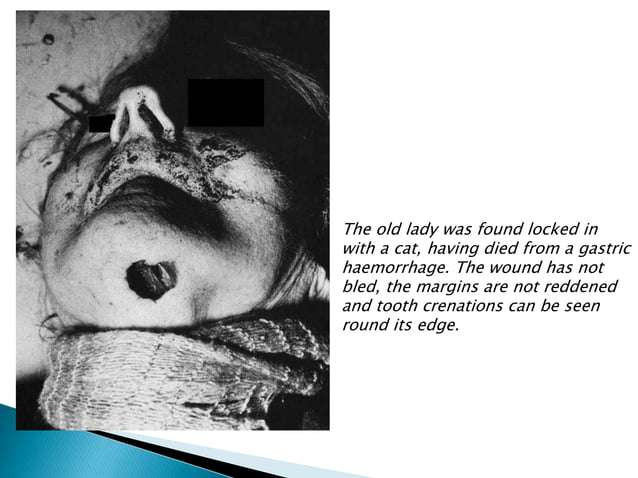 The old lady was found locked in
with a cat, having died from a gastric
haemorrhage. The wound has not
bled, the margins are not reddened
and tooth crenations can be seen
round its edge.